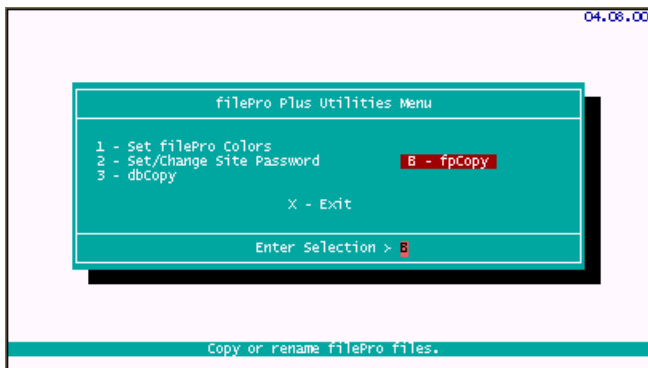 04.08.00
filePro Plus Utilities Menu
1 - Set filePro Colors
2 - Set/Change Site Password B - fpCopy
3 - dbCopy
X - Exit
Enter Selection > B
Copy or rename filePro files.